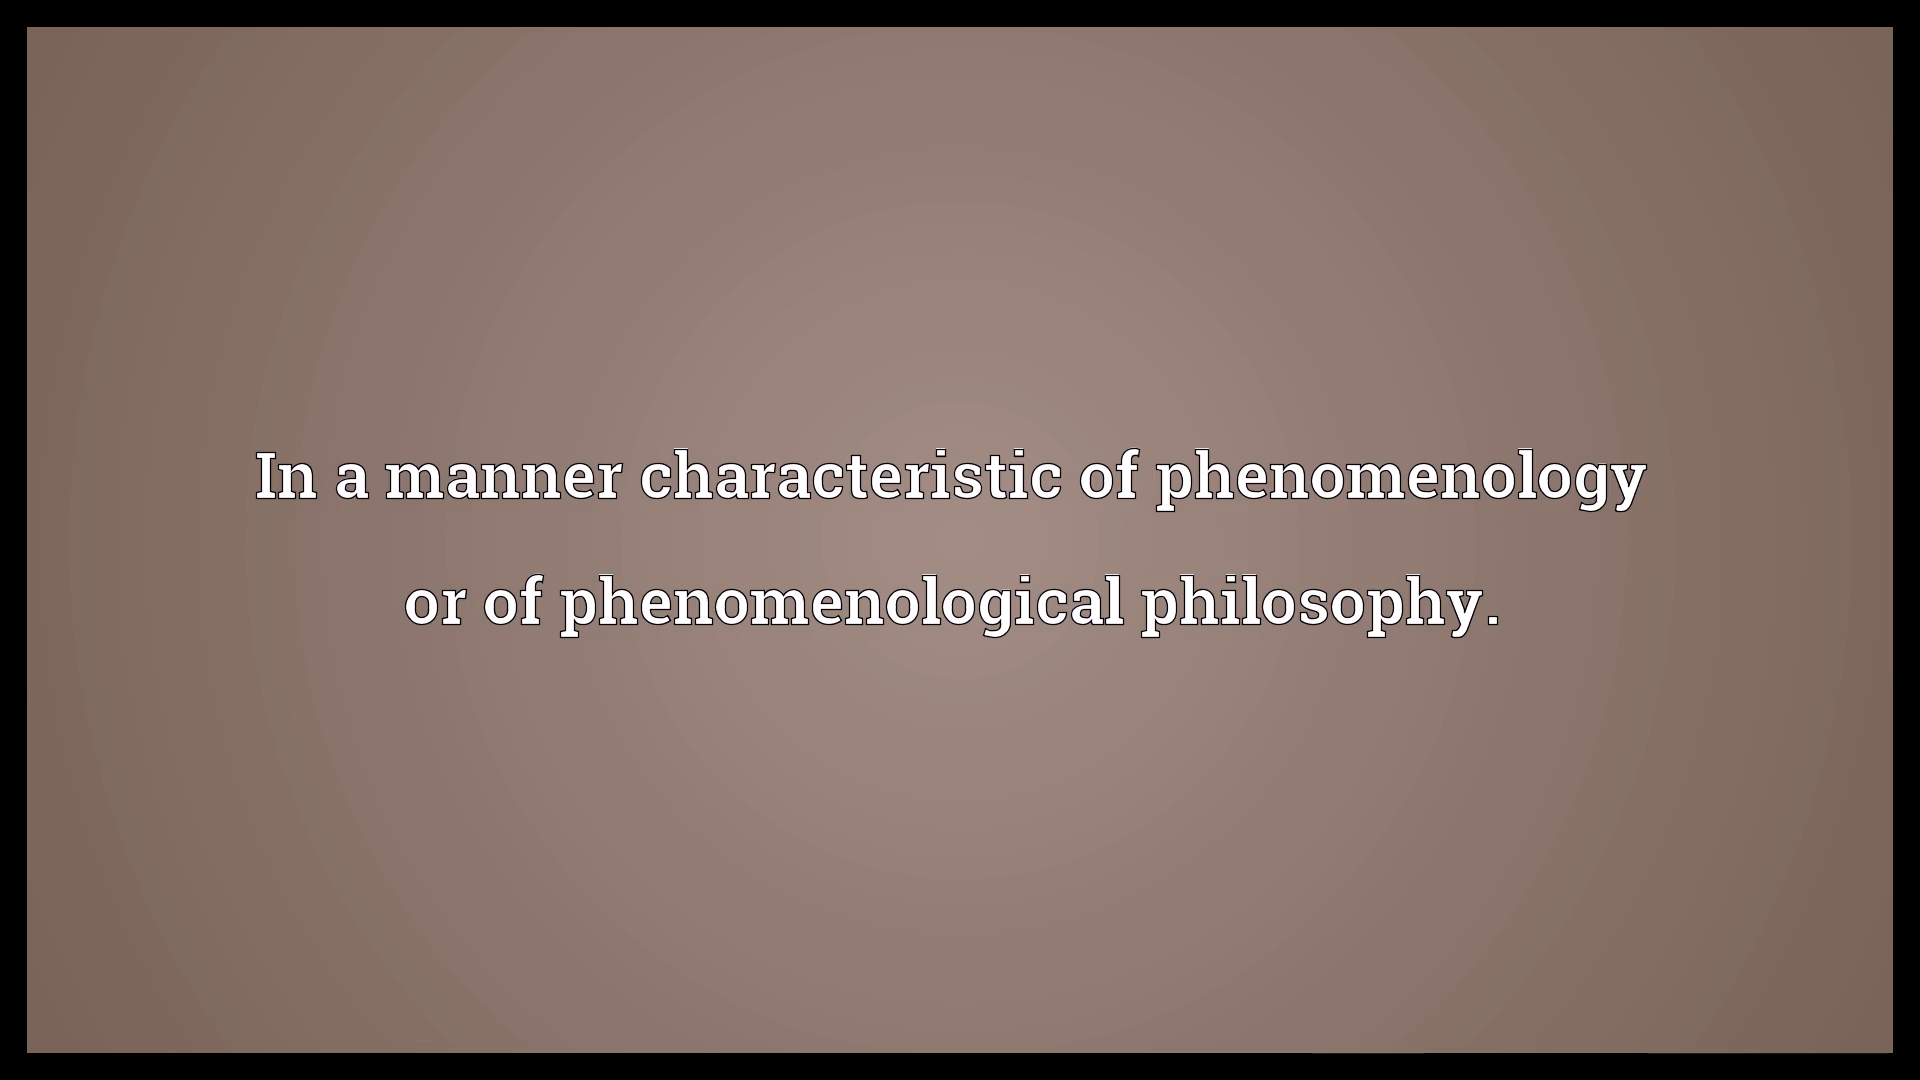 In a manner characteristic of phenomenology
or of phenomenological philosophy.